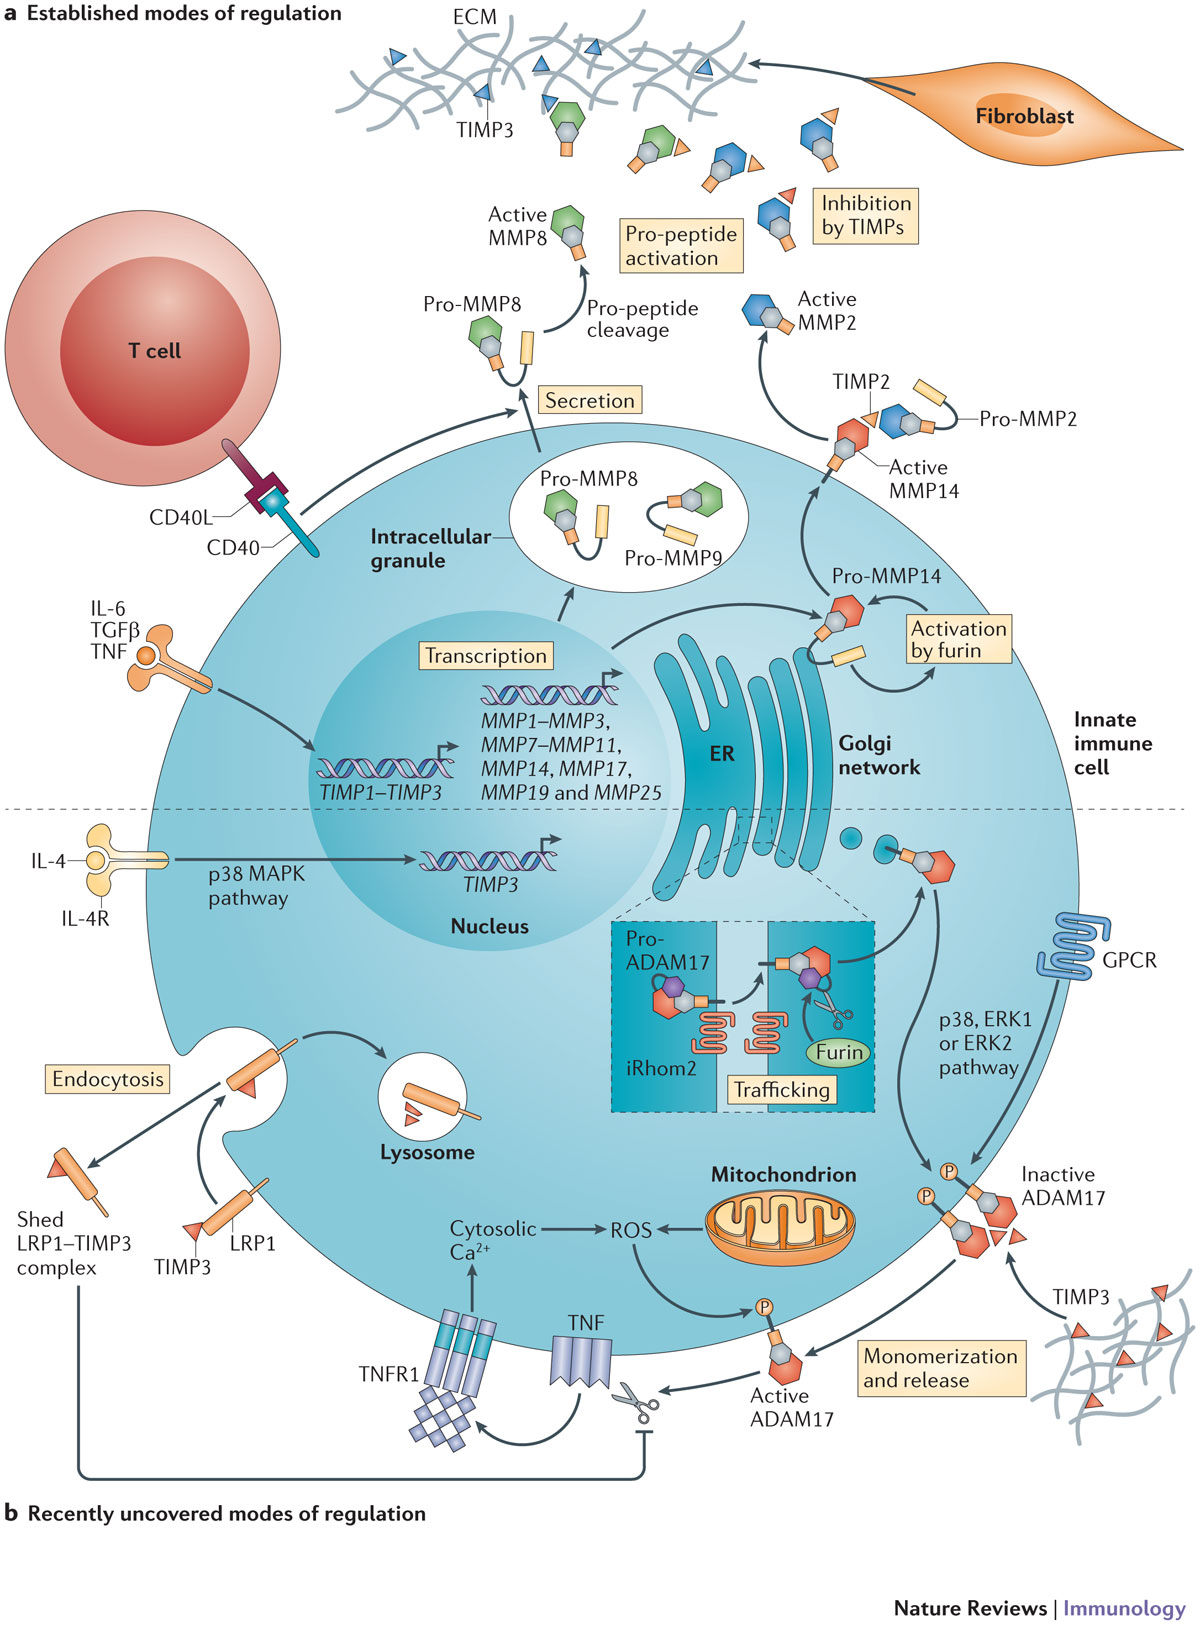 a Established modes of regulation
ECM
TIMP3
Fibroblast
Active
MMP8
Pro-peptide
activation
Inhibition
by TIMPs
Pro-MMP8
Pro-peptide
cleavage
Active
MMP2
T cell
Secretion
TIMP2
Pro-MMP2
Active
MMP14
CD40L
CD40
Intracellular
granule
Pro-MMP8
Pro-MMP9
Pro-MMP14
Activation
by furin
IL-6
TGFβ
TNF
Transcription
MMP1–MMP3,
MMP7–MMP11,
MMP14, MMP17,
MMP19 and MMP25
TIMP1–TIMP3
ER
Golgi
network
Innate
immune
cell
IL-4
IL-4R
p38 MAPK
pathway
TIMP3
Nucleus
Pro-
ADAM17
iRhom2
Furin
Trafficking
GPCR
p38, ERK1
or ERK2
pathway
Endocytosis
Lysosome
Shed
LRP1–TIMP3
complex
TIMP3
LRP1
Mitochondrion
Cytosolic
Ca²⁺
ROS
P
P
Inactive
ADAM17
TIMP3
P
TNF
TNFR1
Active
ADAM17
Monomerization
and release
b Recently uncovered modes of regulation
Nature Reviews | Immunology